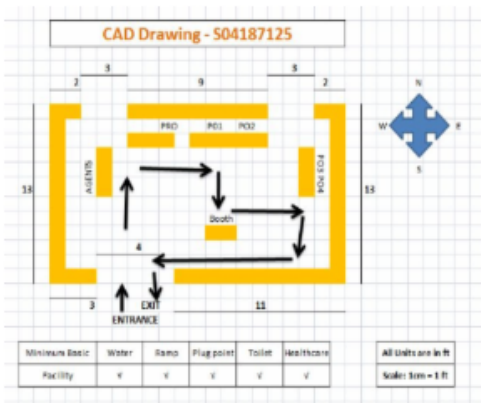 CAD Drawing - S04187125
3 3
2 9 2
N
PRO PO1 PO2
W E
S
AGENTS
PO3 PO4
13 13
Booth
4
3 EXIT 11
ENTRANCE
Minimum Basic Water Ramp Plug point Toilet Healthcare
Facility √ √ √ √ √
All Units are in ft
Scale: 1cm = 1 ft